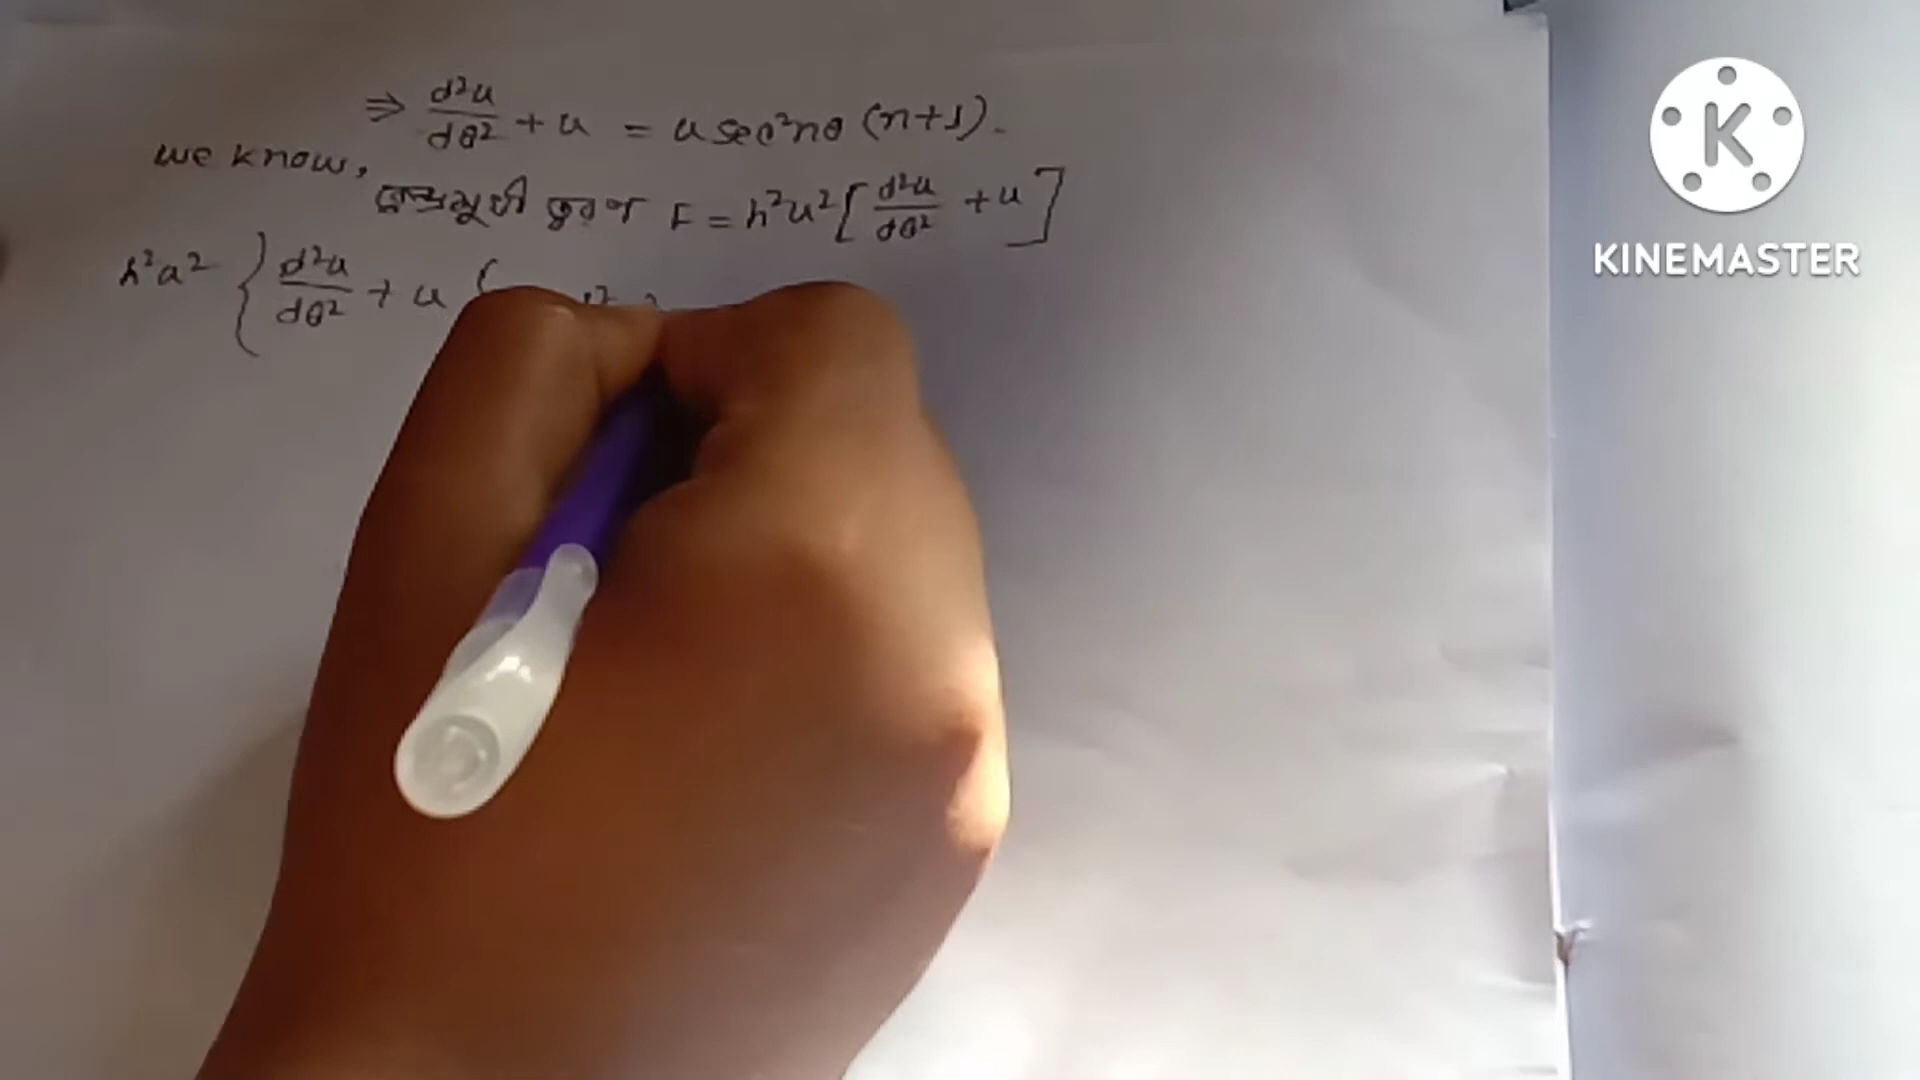 ⇒ d²u/dθ² + u = u sec²nθ (n+1).
we know,
কেন্দ্রমুখী ত্বরণ F = h²u² [d²u/dθ² + u]
h²u² {d²u/dθ² + u}
KINEMASTER